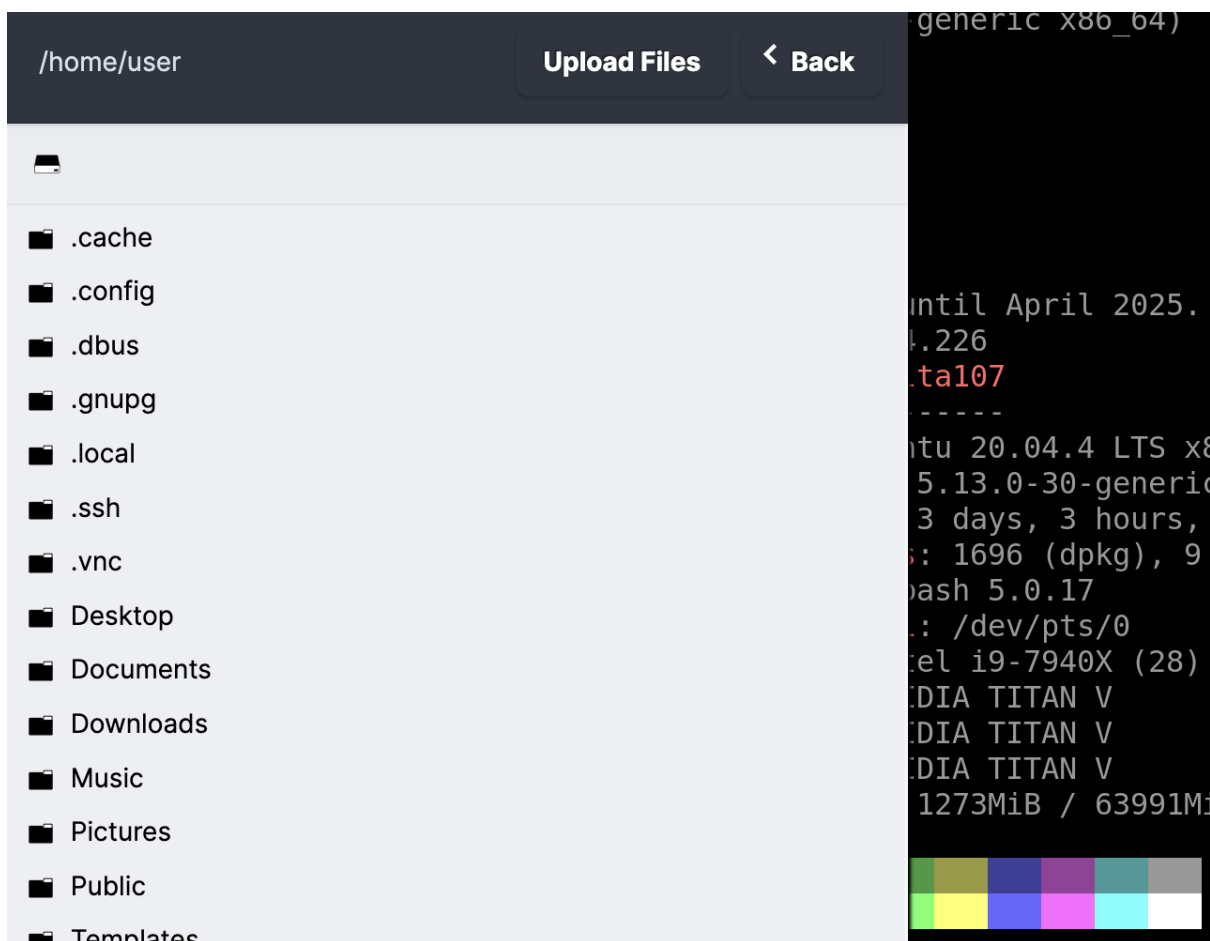 /home/user
Upload Files
Back
.cache
.config
.dbus
.gnupg
.local
.ssh
.vnc
Desktop
Documents
Downloads
Music
Pictures
Public
Templates
generic x86_64)
until April 2025.
4.226
ta107
-----
ntu 20.04.4 LTS x8
5.13.0-30-generic
3 days, 3 hours,
s: 1696 (dpkg), 9
bash 5.0.17
: /dev/pts/0
tel i9-7940X (28)
IDIA TITAN V
IDIA TITAN V
IDIA TITAN V
1273MiB / 63991Mi